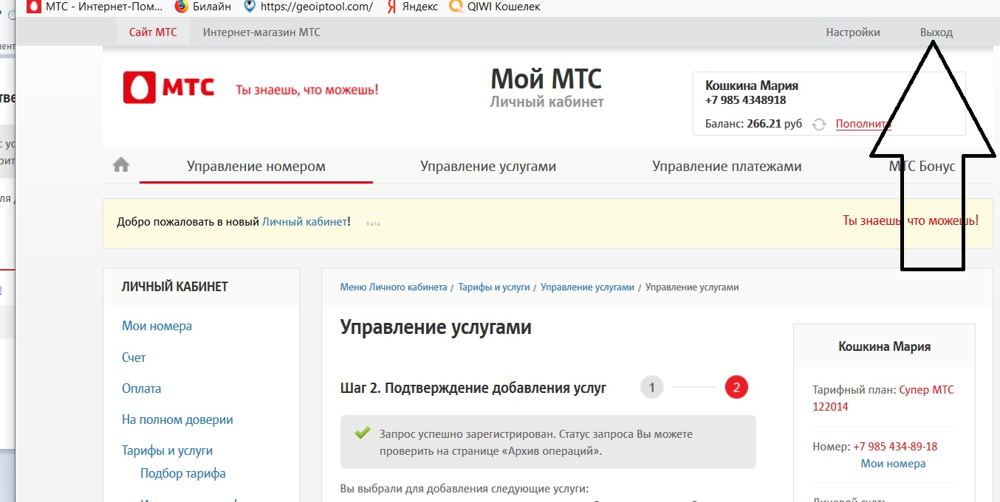 МТС - Интернет-Пом...  Билайн  https://geoiptool.com/  Яндекс  QIWI Кошелек
Сайт МТС  Интернет-магазин МТС  Настройки  Выход
МТС  Ты знаешь, что можешь!
Мой МТС
Личный кабинет
Кошкина Мария
+7 985 4348918
Баланс: 266.21 руб  Пополнить
Управление номером  Управление услугами  Управление платежами  МТС Бонус
Добро пожаловать в новый Личный кабинет!  beta  Ты знаешь, что можешь!
ЛИЧНЫЙ КАБИНЕТ
Мои номера
Счет
Оплата
На полном доверии
Тарифы и услуги
Подбор тарифа
Меню Личного кабинета / Тарифы и услуги / Управление услугами / Управление услугами
Управление услугами
Шаг 2. Подтверждение добавления услуг  1  2
Запрос успешно зарегистрирован. Статус запроса Вы можете
проверить на странице «Архив операций».
Вы выбрали для добавления следующие услуги:
Кошкина Мария
Тарифный план: Супер МТС
122014
Номер: +7 985 434-89-18
Мои номера
Лицевой счет: